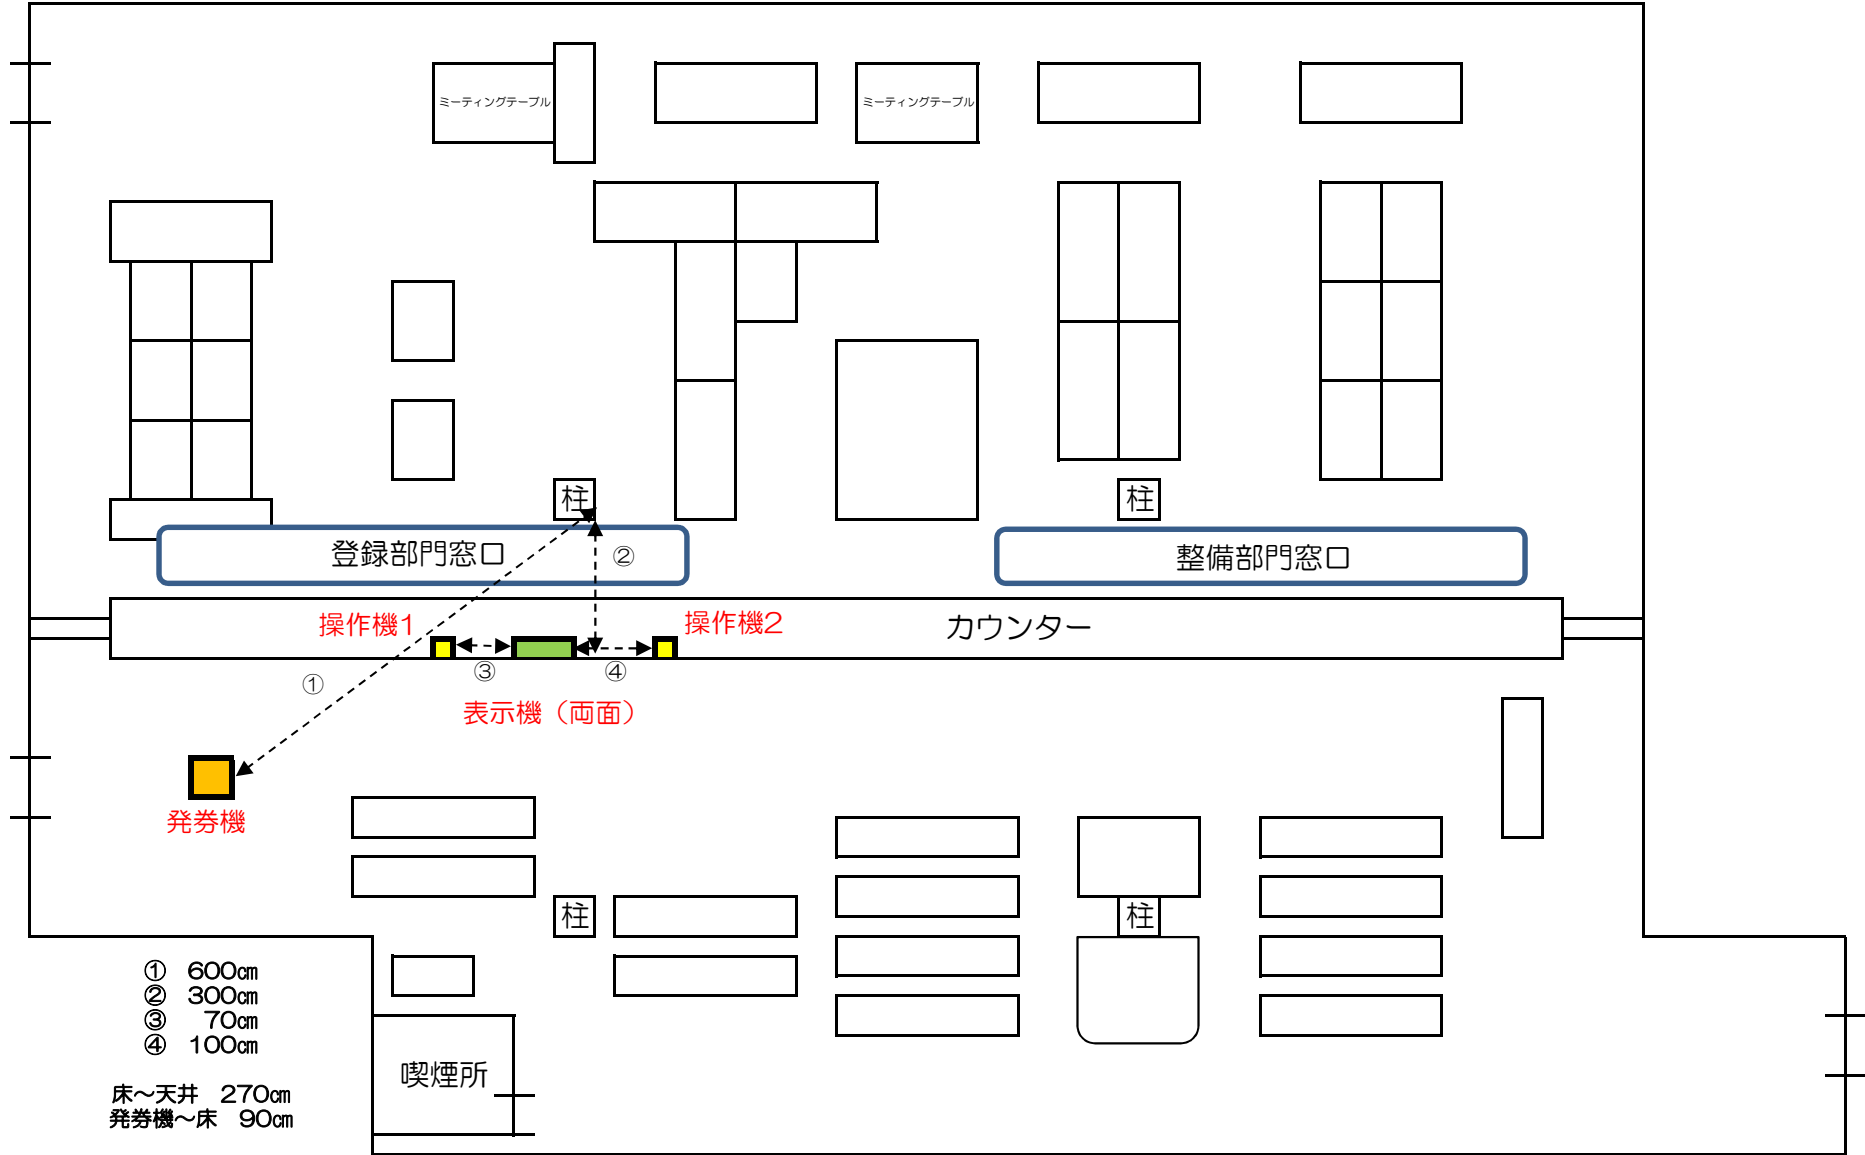 ミーティングテーブル
ミーティングテーブル
柱
柱
登録部門窓口
②
整備部門窓口
操作機1
操作機2
カウンター
③
④
①
表示機（両面）
発券機
柱
柱
① 600㎝
② 300㎝
③ 70㎝
④ 100㎝
喫煙所
床～天井 270㎝
発券機～床 90㎝